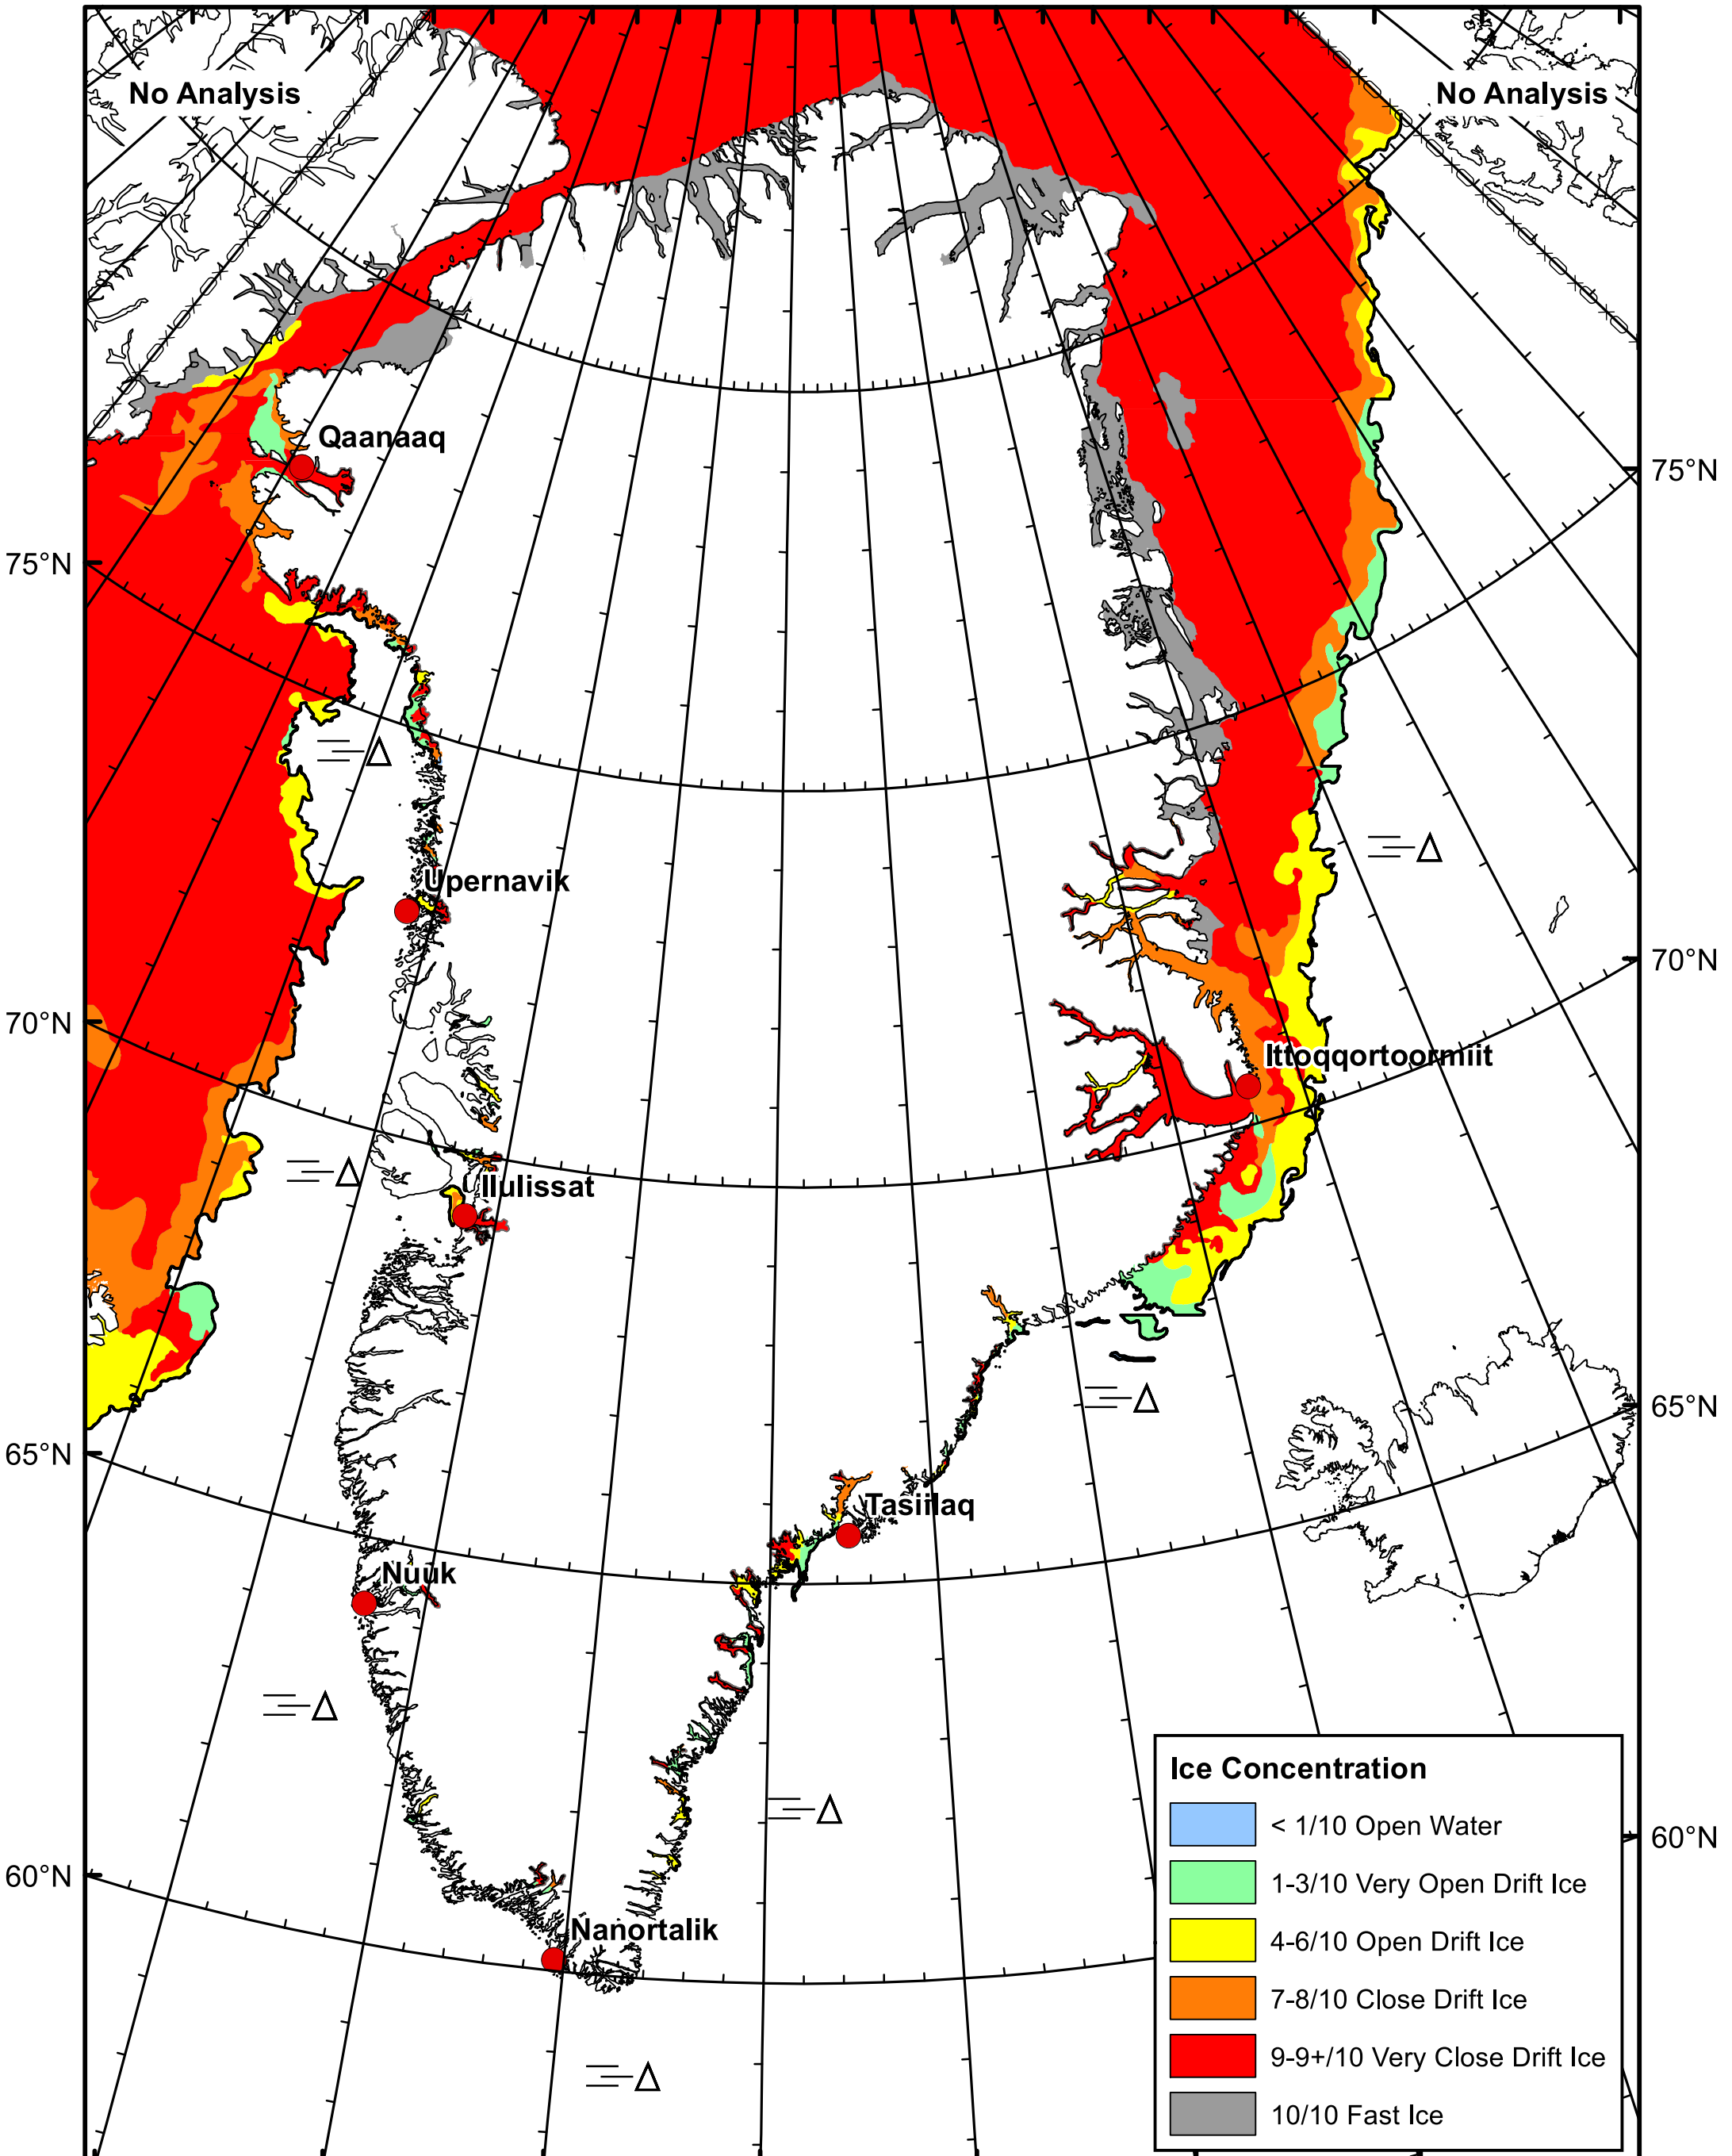 No Analysis
No Analysis
Qaanaaq
75°N
75°N
Upernavik
70°N
70°N
Ittoqqortoormiit
Ilulissat
65°N
65°N
Tasiilaq
Nuuk
60°N
60°N
Nanortalik
Ice Concentration
< 1/10 Open Water
1-3/10 Very Open Drift Ice
4-6/10 Open Drift Ice
7-8/10 Close Drift Ice
9-9+/10 Very Close Drift Ice
10/10 Fast Ice